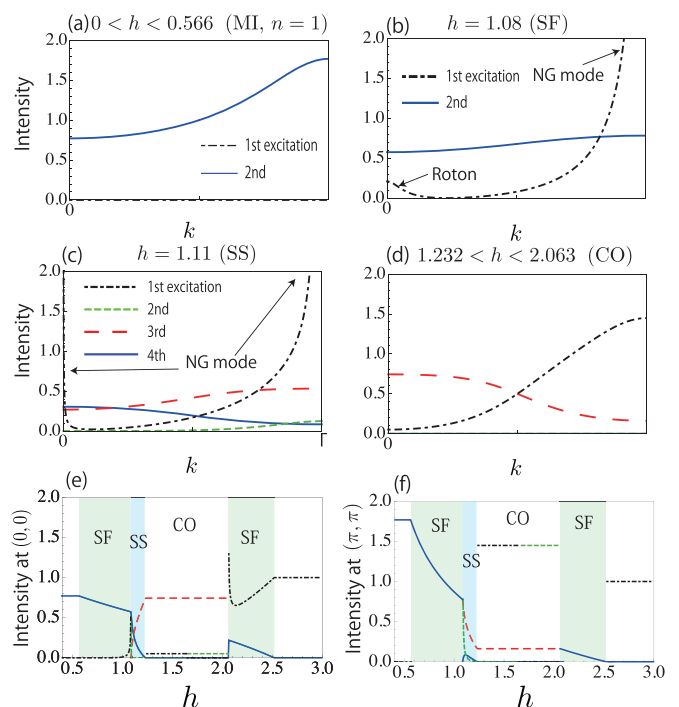 (a) 0 < h < 0.566 (MI, n = 1)
2.0
1.5
1.0
0.5
0.0
Intensity
1st excitation
2nd
0
k
(b) h = 1.08 (SF)
2.0
1.5
1.0
0.5
0.0
1st excitation
2nd
NG mode
Roton
0
k
(c) h = 1.11 (SS)
2.0
1.5
1.0
0.5
0.0
Intensity
1st excitation
2nd
3rd
4th
NG mode
0
k
(d) 1.232 < h < 2.063 (CO)
2.0
1.5
1.0
0.5
0.0
0
k
(e)
2.0
1.5
1.0
0.5
0.0
Intensity at (0, 0)
SF
SS
CO
SF
0.5 1.0 1.5 2.0 2.5 3.0
h
(f)
2.0
1.5
1.0
0.5
0.0
Intensity at (π, π)
SF
SS
CO
SF
0.5 1.0 1.5 2.0 2.5 3.0
h